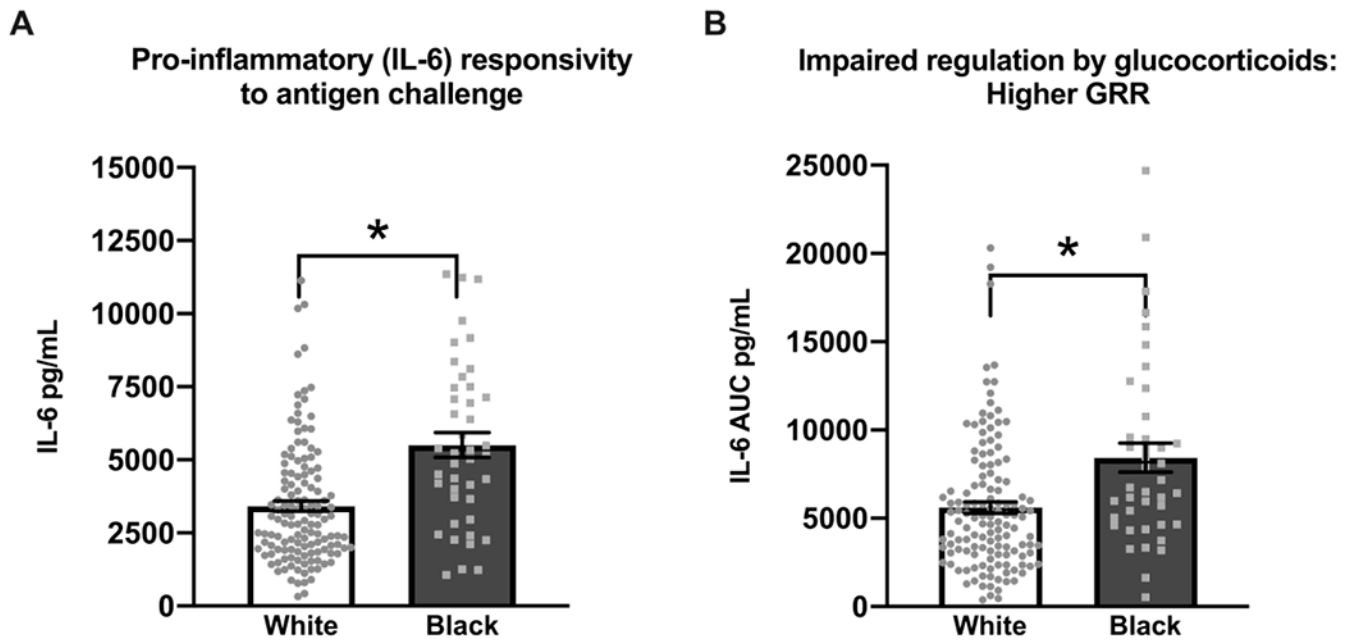 A
Pro-inflammatory (IL-6) responsivity
to antigen challenge
15000
12500
10000
7500
5000
2500
0
IL-6 pg/mL
*
White
Black
B
Impaired regulation by glucocorticoids:
Higher GRR
25000
20000
15000
10000
5000
0
IL-6 AUC pg/mL
*
White
Black